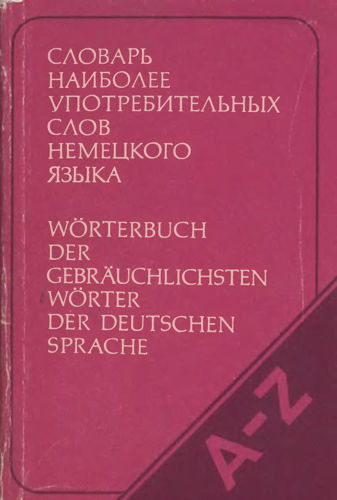 СЛОВАРЬ
НАИБОЛЕЕ
УПОТРЕБИТЕЛЬНЫХ
СЛОВ
НЕМЕЦКОГО
ЯЗЫКА
WÖRTERBUCH
DER
GEBRÄUCHLICHSTEN
WÖRTER
DER DEUTSCHEN
SPRACHE
A-Z